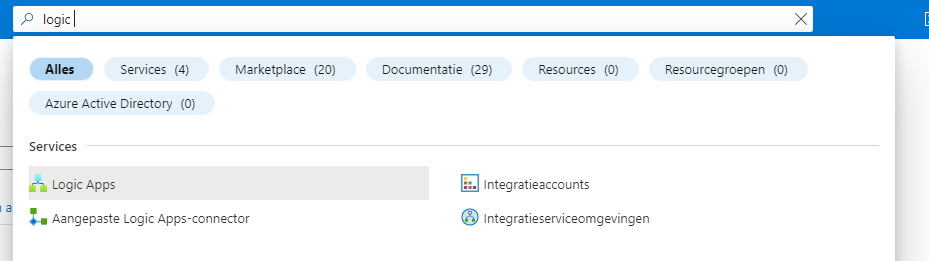 logic
Alles Services (4) Marketplace (20) Documentatie (29) Resources (0) Resourcegroepen (0)
Azure Active Directory (0)
Services
Logic Apps Integratieaccounts
Aangepaste Logic Apps-connector Integratieserviceomgevingen